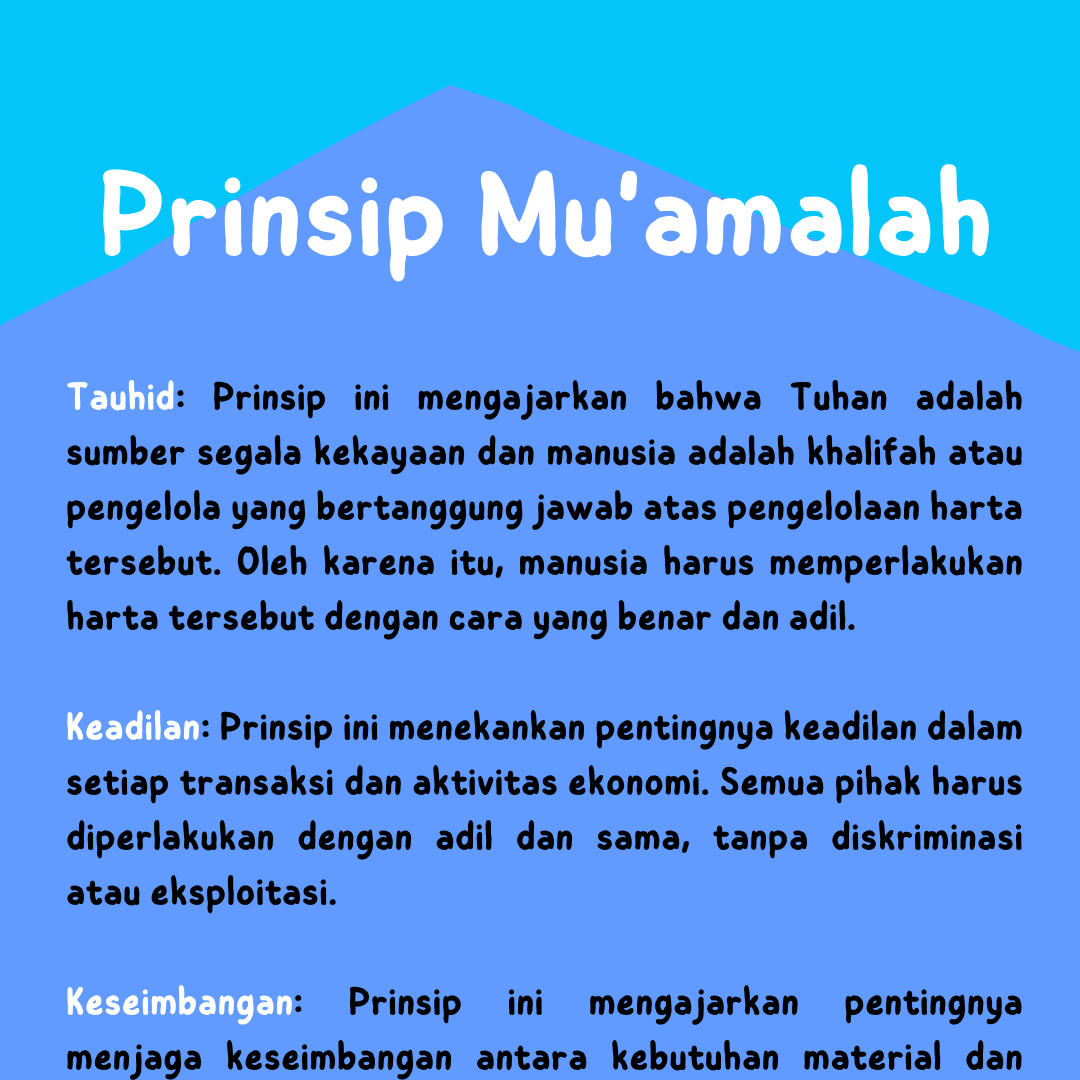 Prinsip Mu'amalah
Tauhid: Prinsip ini mengajarkan bahwa Tuhan adalah
sumber segala kekayaan dan manusia adalah khalifah atau
pengelola yang bertanggung jawab atas pengelolaan harta
tersebut. Oleh karena itu, manusia harus memperlakukan
harta tersebut dengan cara yang benar dan adil.
Keadilan: Prinsip ini menekankan pentingnya keadilan dalam
setiap transaksi dan aktivitas ekonomi. Semua pihak harus
diperlakukan dengan adil dan sama, tanpa diskriminasi
atau eksploitasi.
Keseimbangan: Prinsip ini mengajarkan pentingnya
menjaga keseimbangan antara kebutuhan material dan